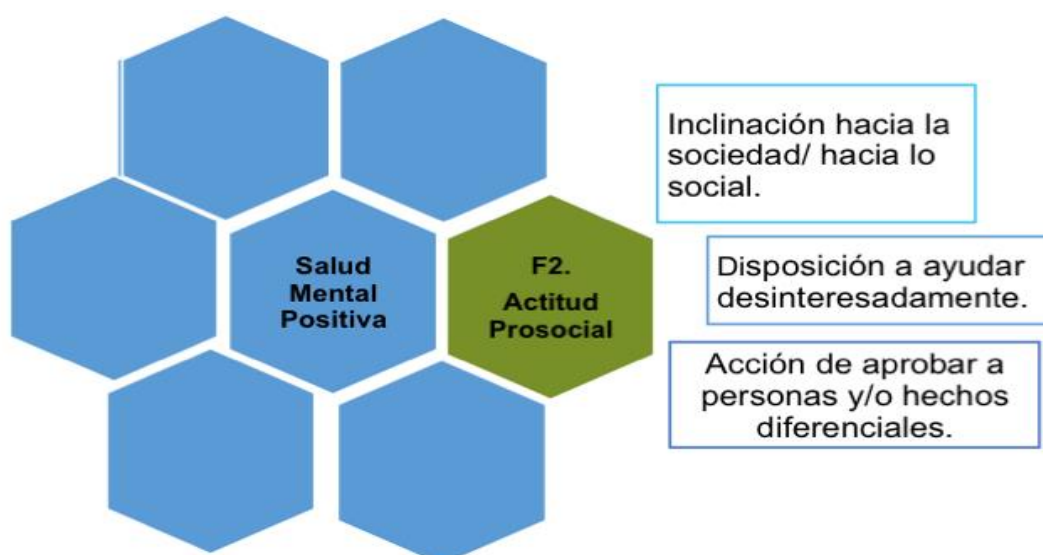 Salud
Mental
Positiva
F2.
Actitud
Prosocial
Inclinación hacia la
sociedad/ hacia lo
social.
Disposición a ayudar
desinteresadamente.
Acción de aprobar a
personas y/o hechos
diferenciales.